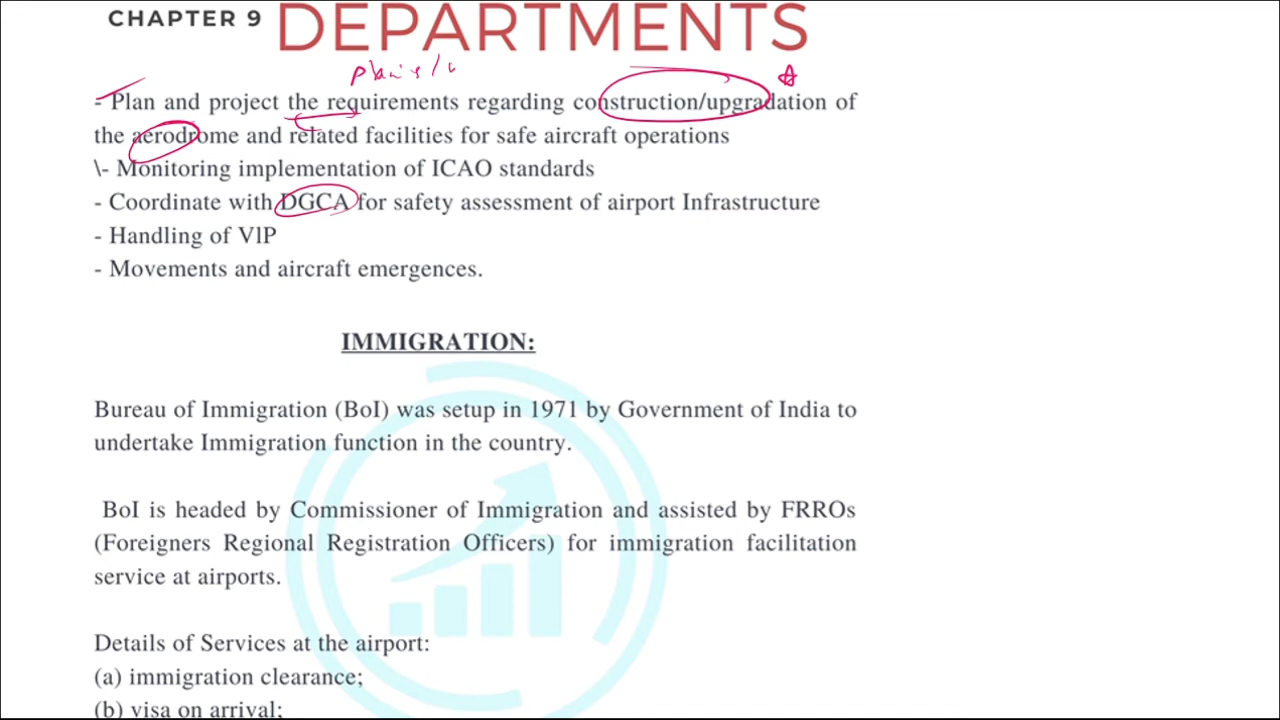 CHAPTER 9 DEPARTMENTS
- Plan and project the requirements regarding construction/upgradation of
the aerodrome and related facilities for safe aircraft operations
\- Monitoring implementation of ICAO standards
- Coordinate with DGCA for safety assessment of airport Infrastructure
- Handling of VIP
- Movements and aircraft emergences.
IMMIGRATION:
Bureau of Immigration (BoI) was setup in 1971 by Government of India to
undertake Immigration function in the country.
BoI is headed by Commissioner of Immigration and assisted by FRROs
(Foreigners Regional Registration Officers) for immigration facilitation
service at airports.
Details of Services at the airport:
(a) immigration clearance;
(b) visa on arrival;